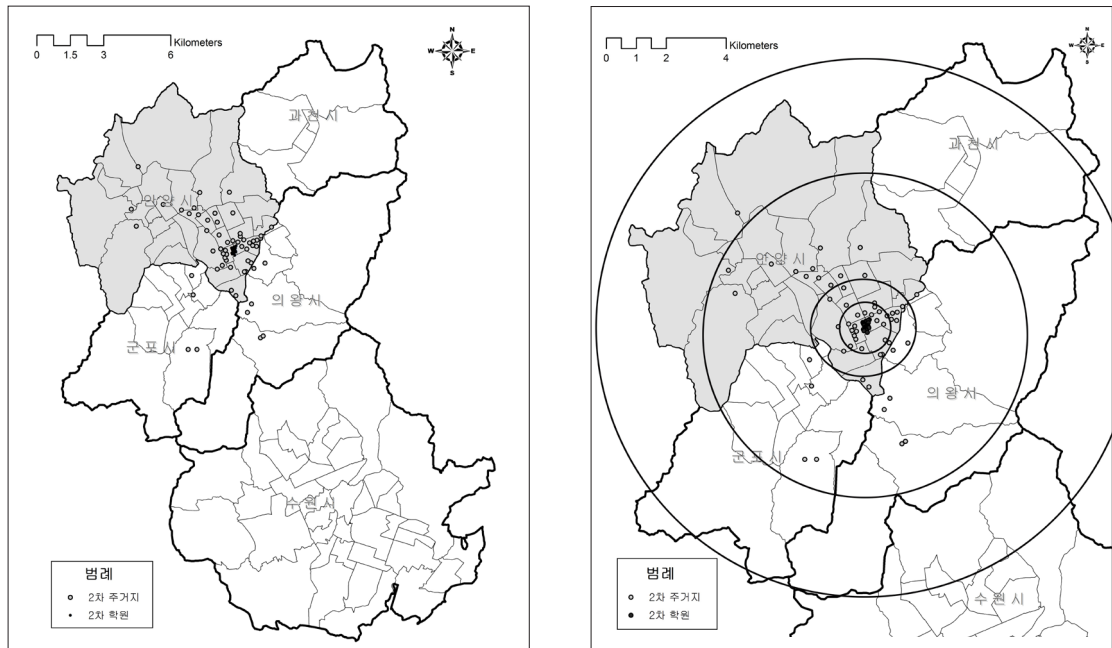 Kilometers
0 1.5 3 6
N
W E
S
과천시
안양시
의왕시
군포시
수원시
범례
2차 주거지
2차 학원
Kilometers
0 1 2 4
N
W E
S
과천시
안양시
의왕시
군포시
수원시
범례
2차 주거지
2차 학원